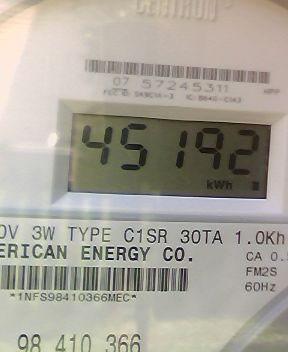 CENTRON
07 57245311
45192
kWh
0V 3W TYPE C1SR 30TA 1.0Kh
ERICAN ENERGY CO.
CA 0.5
FM2S
60Hz
*1NFS98410366MEC*
98 410 366